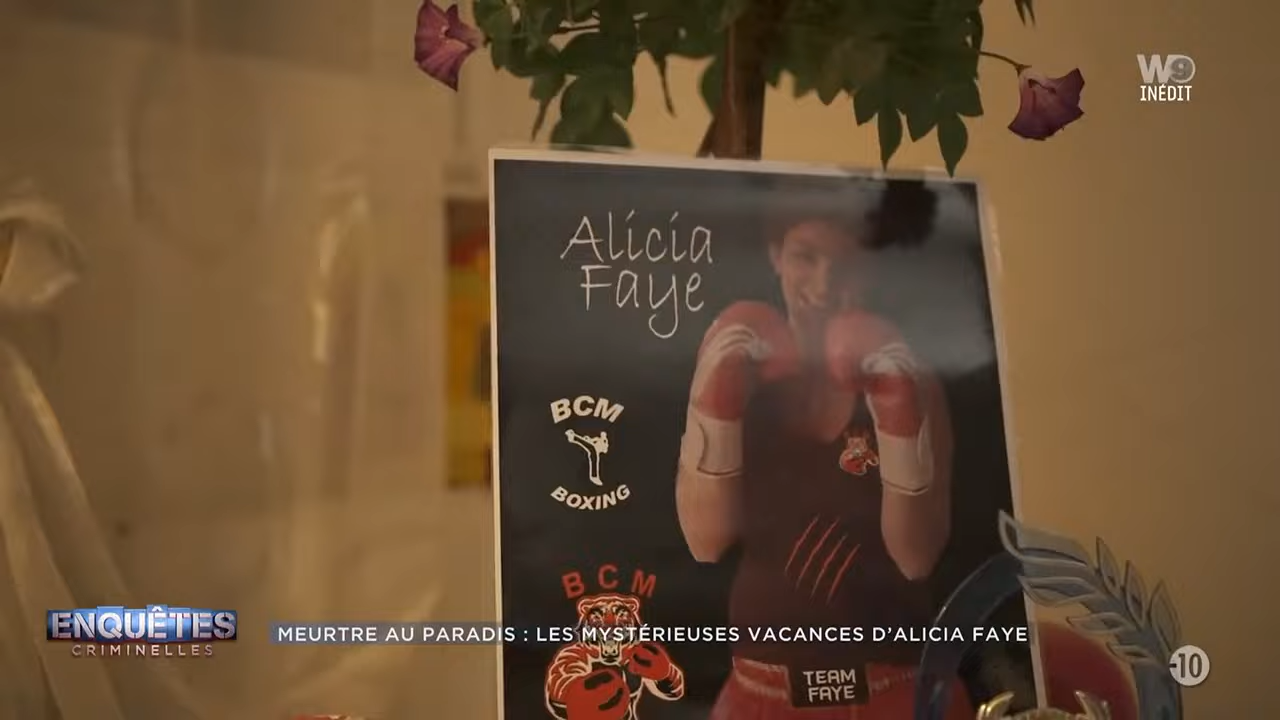 W9
INÉDIT
Alicia
Faye
BCM
BOXING
BCM
ENQUÊTES
CRIMINELLES
MEURTRE AU PARADIS : LES MYSTÉRIEUSES VACANCES D'ALICIA FAYE
-10
TEAM
FAYE